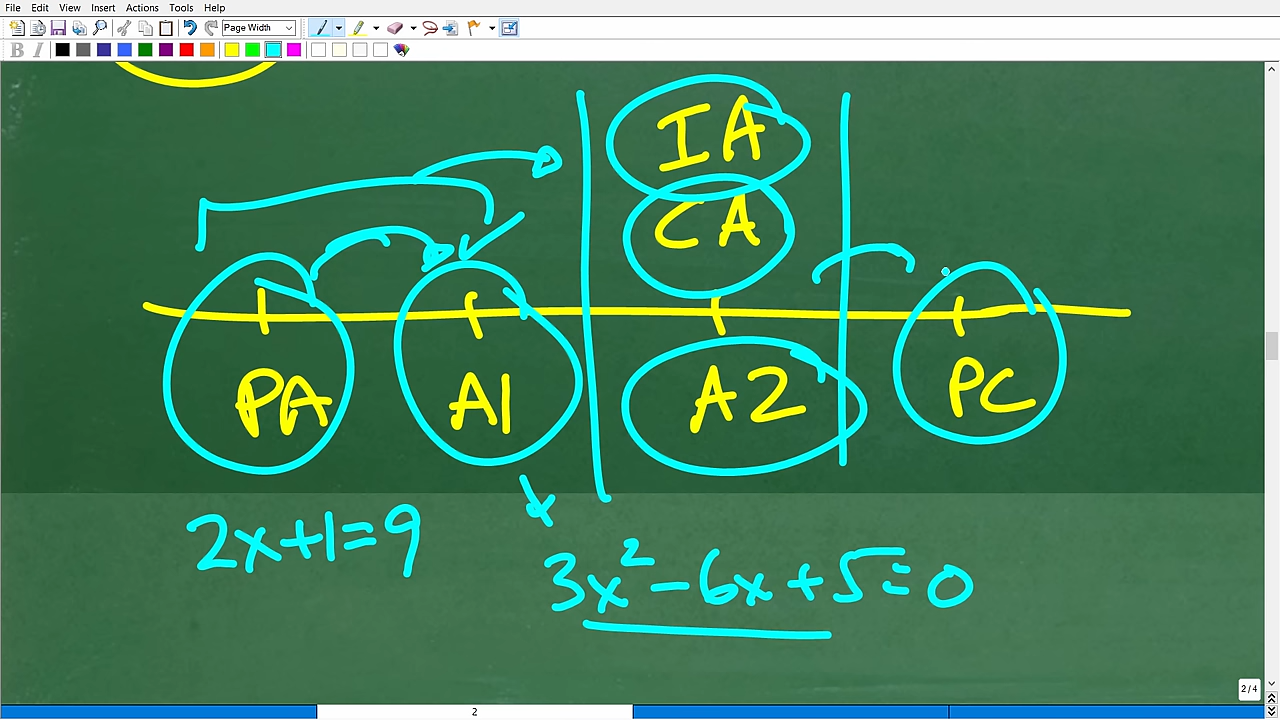 File Edit View Insert Actions Tools Help
Page Width
B I
IA
CA
PA A1 A2 PC
2x+1=9
3x²-6x+5=0
2/4
2